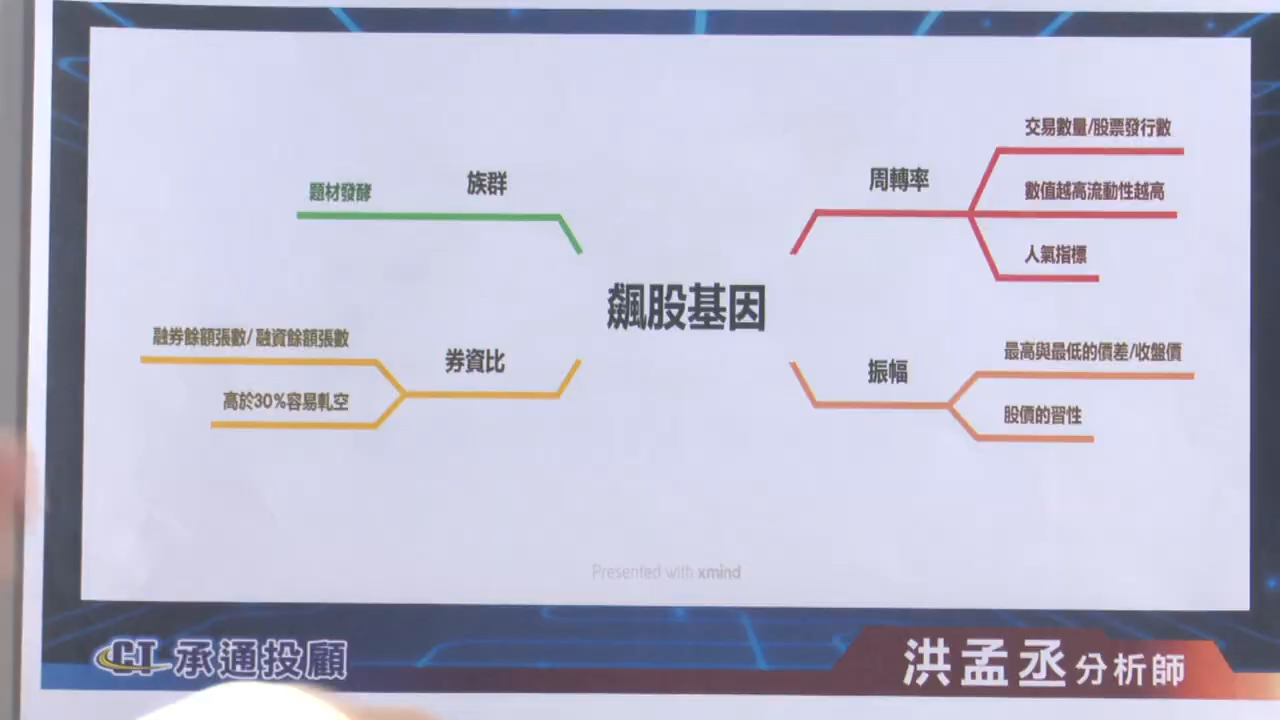 飆股基因
周轉率
交易數量/股票發行數
數值越高流動性越高
人氣指標
振幅
最高與最低的價差/收盤價
股價的習性
族群
題材發酵
券資比
融券餘額張數/融資餘額張數
高於30%容易軋空
Presented with xmind
CT 承通投顧
洪孟丞分析師